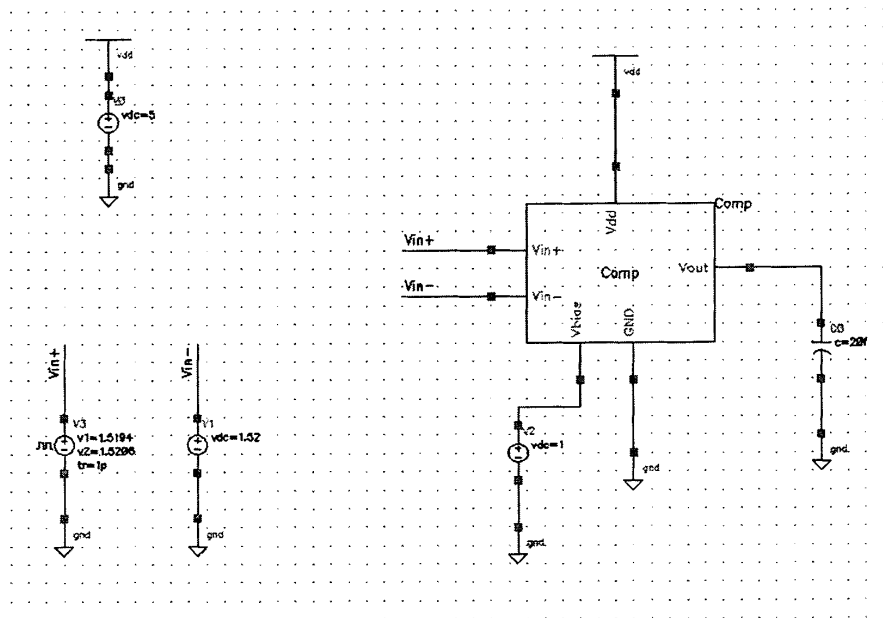 vdd
vdd
V0
vdc=5
gnd
Comp
Vdd
Vin+
Vin+
Comp
Vout
Vin-
Vin-
Vbias
GND
C0
c=20f
Vin+
Vin-
V3
v1=1.5194
v2=1.5206
tr=1p
V1
vdc=1.52
V2
vdc=1
gnd
gnd
gnd
gnd
gnd